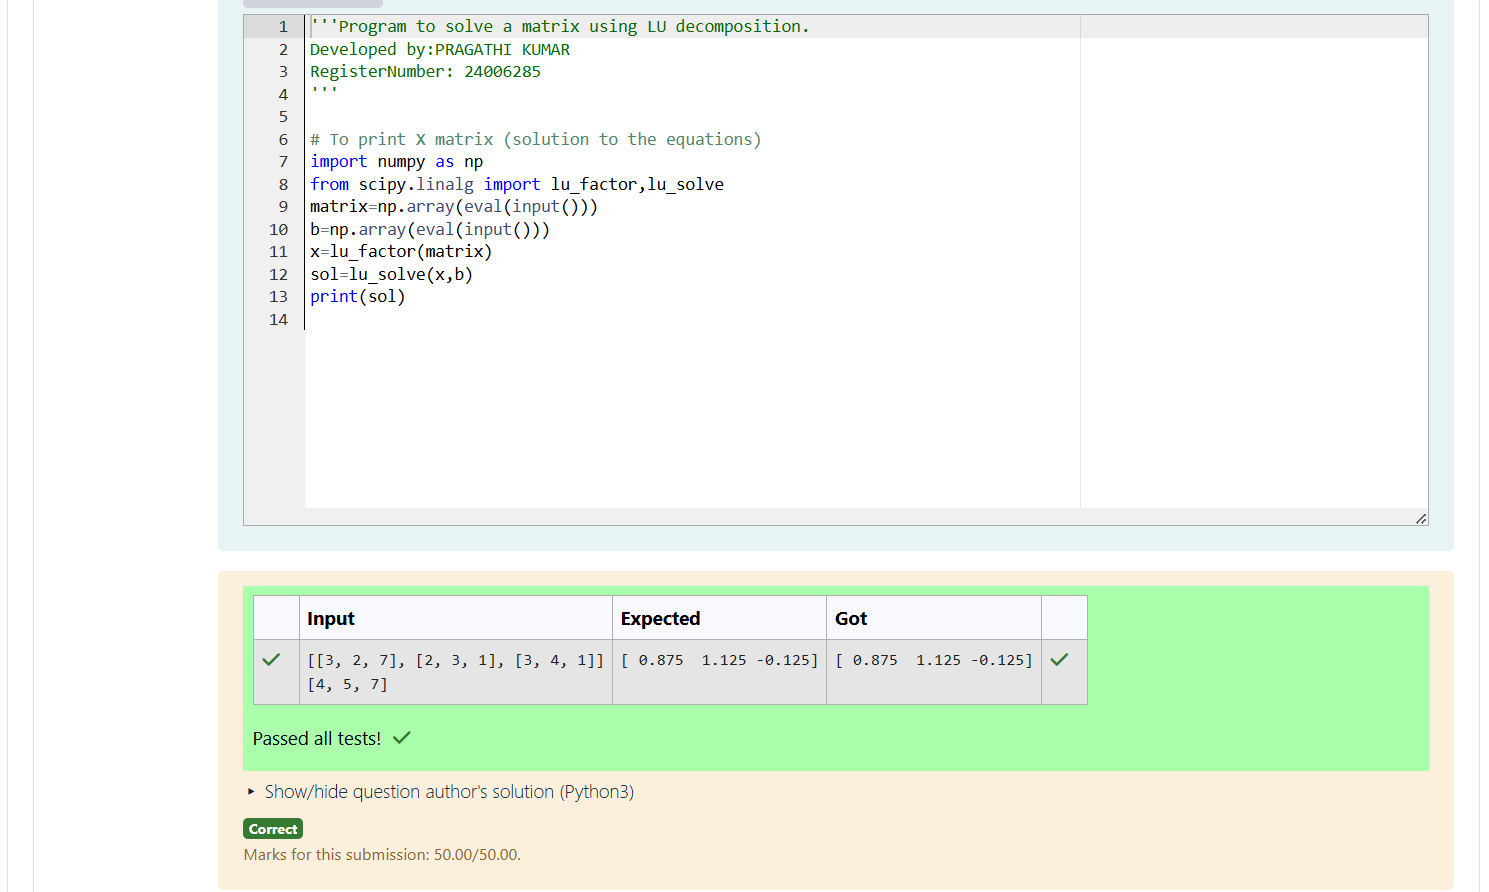 1 '''Program to solve a matrix using LU decomposition.
2 Developed by:PRAGATHI KUMAR
3 RegisterNumber: 24006285
4 '''
5
6 # To print X matrix (solution to the equations)
7 import numpy as np
8 from scipy.linalg import lu_factor,lu_solve
9 matrix=np.array(eval(input()))
10 b=np.array(eval(input()))
11 x=lu_factor(matrix)
12 sol=lu_solve(x,b)
13 print(sol)
14
Input Expected Got
[[3, 2, 7], [2, 3, 1], [3, 4, 1]] [ 0.875  1.125 -0.125] [ 0.875  1.125 -0.125]
[4, 5, 7]
Passed all tests!
Show/hide question author's solution (Python3)
Correct
Marks for this submission: 50.00/50.00.